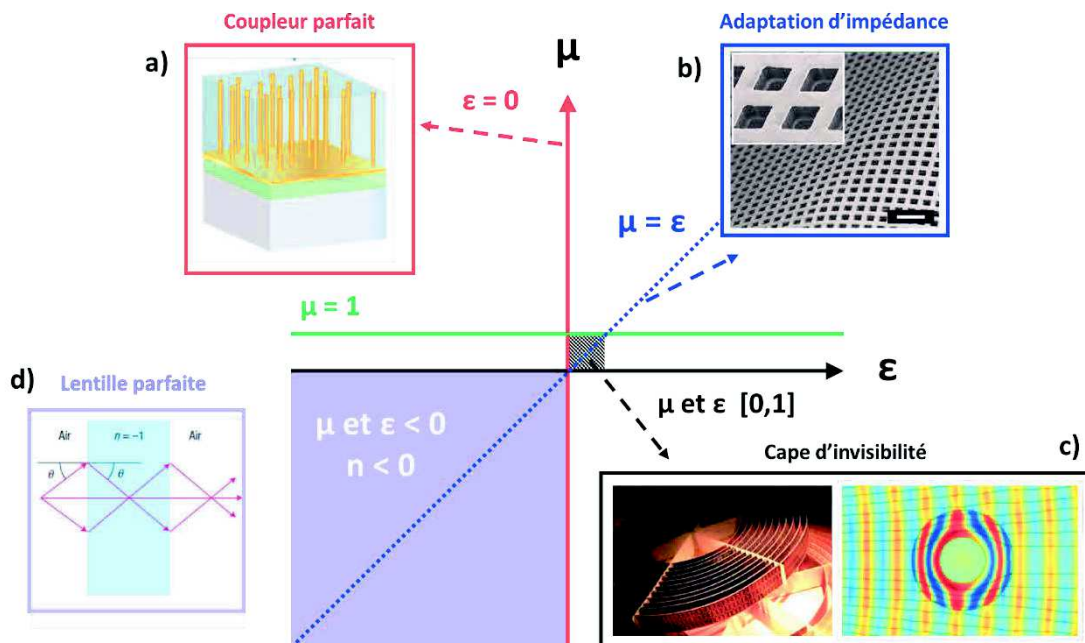 Coupleur parfait
a)
ε = 0
μ
Adaptation d'impédance
b)
μ = ε
μ = 1
ε
d)
Lentille parfaite
Air
n = −1
Air
θ
θ
μ et ε < 0
n < 0
μ et ε [0,1]
Cape d'invisibilité
c)